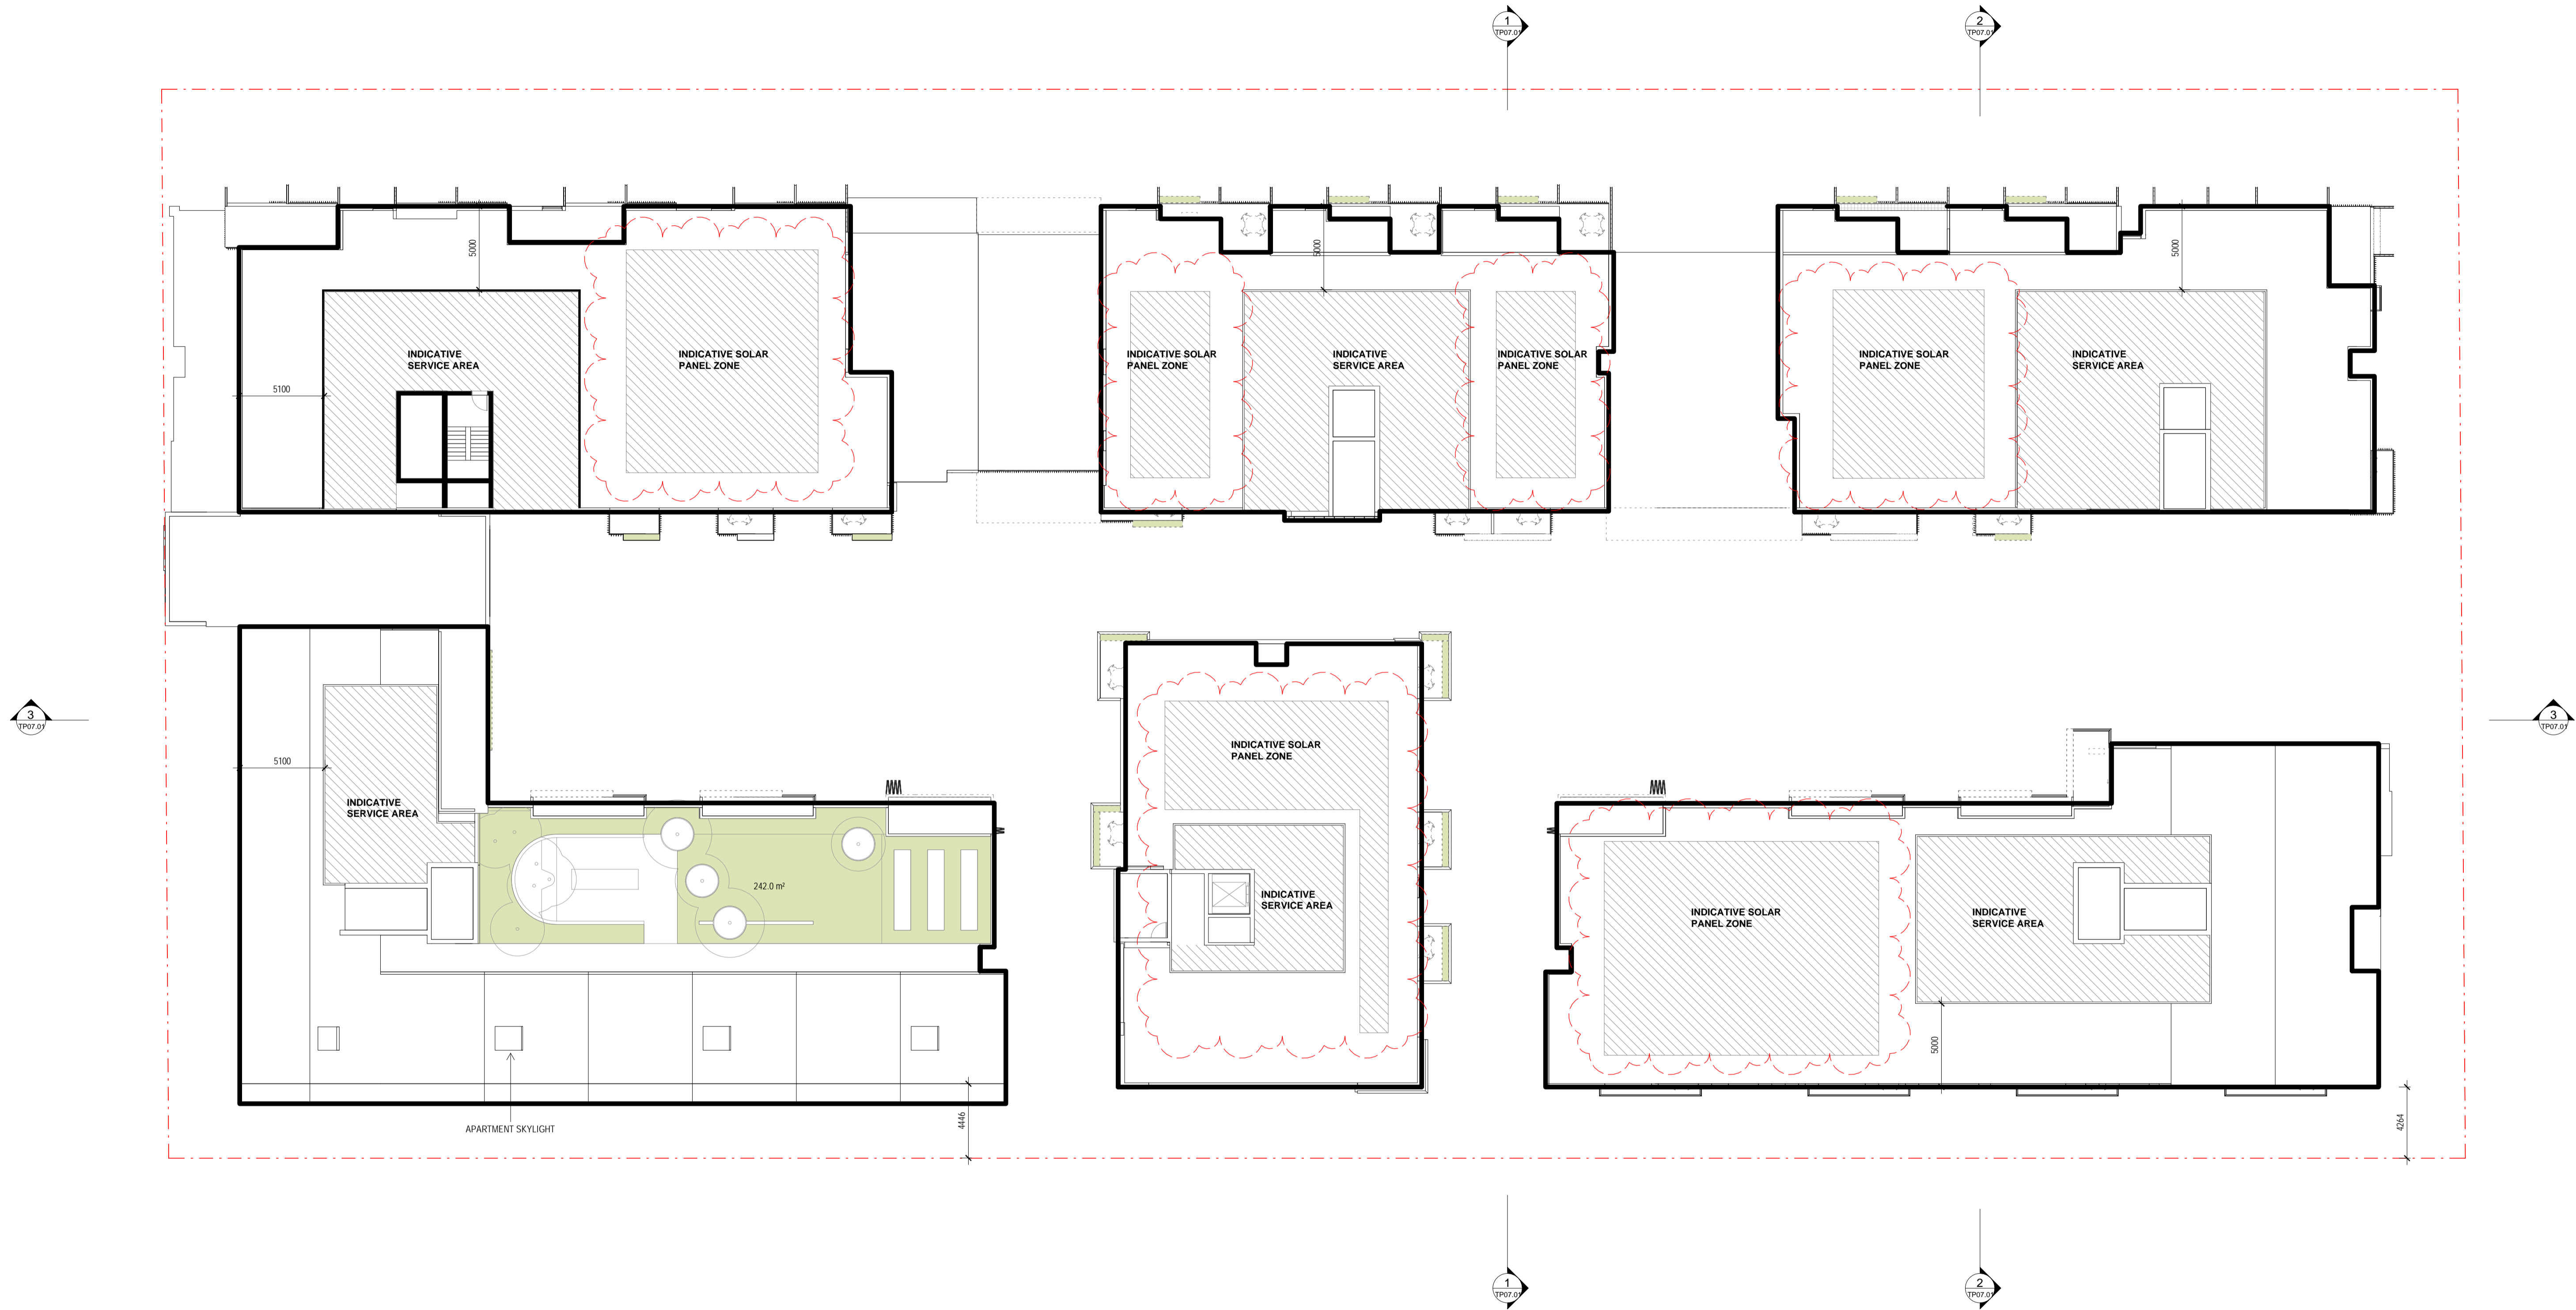 1
TP07.01
2
TP07.01
5000
5000
5000
INDICATIVE
SERVICE AREA
INDICATIVE SOLAR
PANEL ZONE
INDICATIVE SOLAR
PANEL ZONE
INDICATIVE
SERVICE AREA
INDICATIVE SOLAR
PANEL ZONE
INDICATIVE SOLAR
PANEL ZONE
INDICATIVE
SERVICE AREA
5100
3
TP07.01
3
TP07.01
5100
INDICATIVE SOLAR
PANEL ZONE
INDICATIVE
SERVICE AREA
242.0 m²
INDICATIVE
SERVICE AREA
INDICATIVE SOLAR
PANEL ZONE
INDICATIVE
SERVICE AREA
5000
APARTMENT SKYLIGHT
4446
4264
1
TP07.01
2
TP07.01